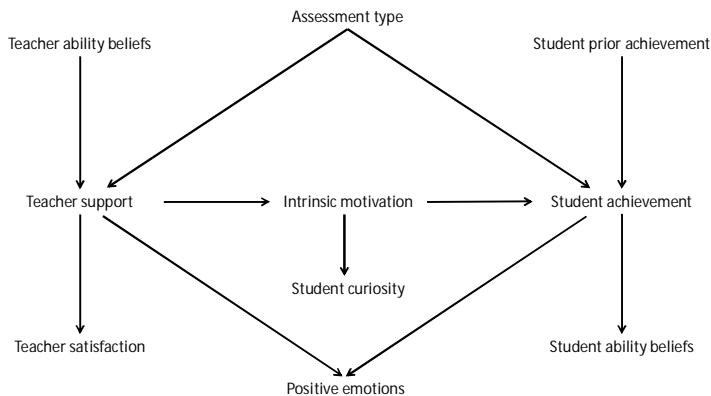 Assessment type
Teacher ability beliefs
Student prior achievement
Teacher support
Intrinsic motivation
Student achievement
Student curiosity
Teacher satisfaction
Student ability beliefs
Positive emotions